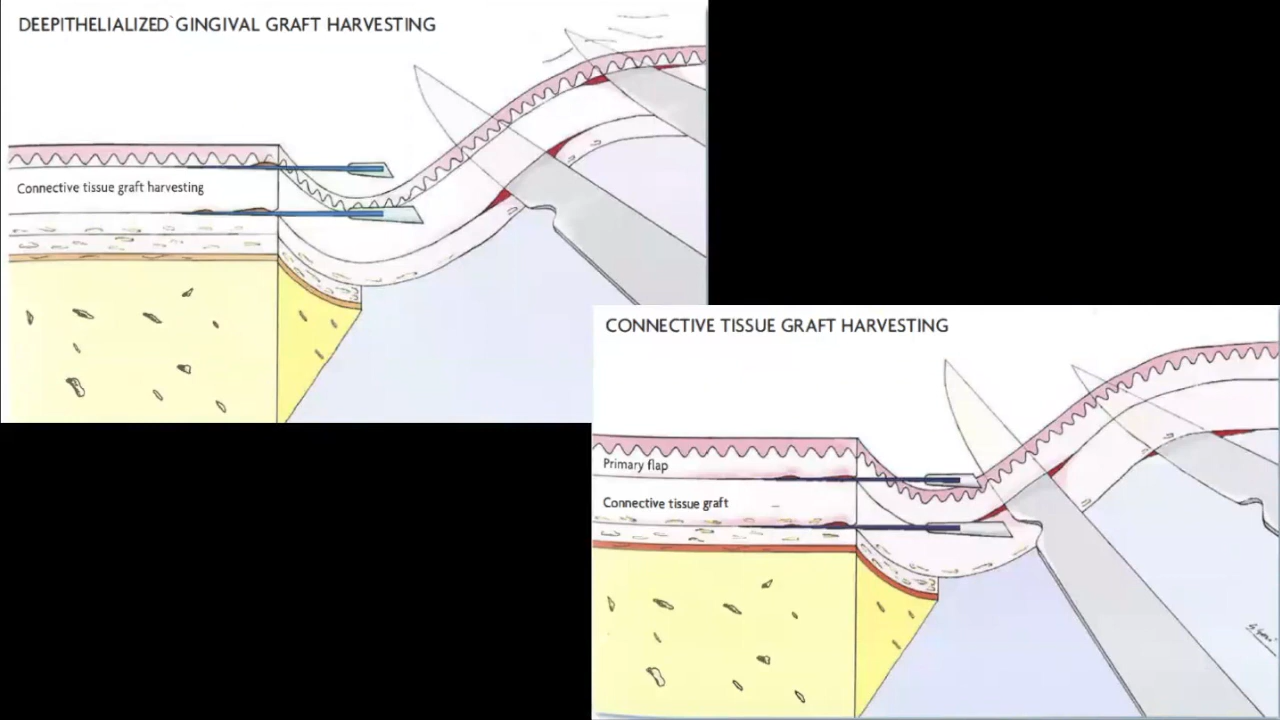 DEEPITHELIALIZED GINGIVAL GRAFT HARVESTING
Connective tissue graft harvesting
CONNECTIVE TISSUE GRAFT HARVESTING
Primary flap
Connective tissue graft